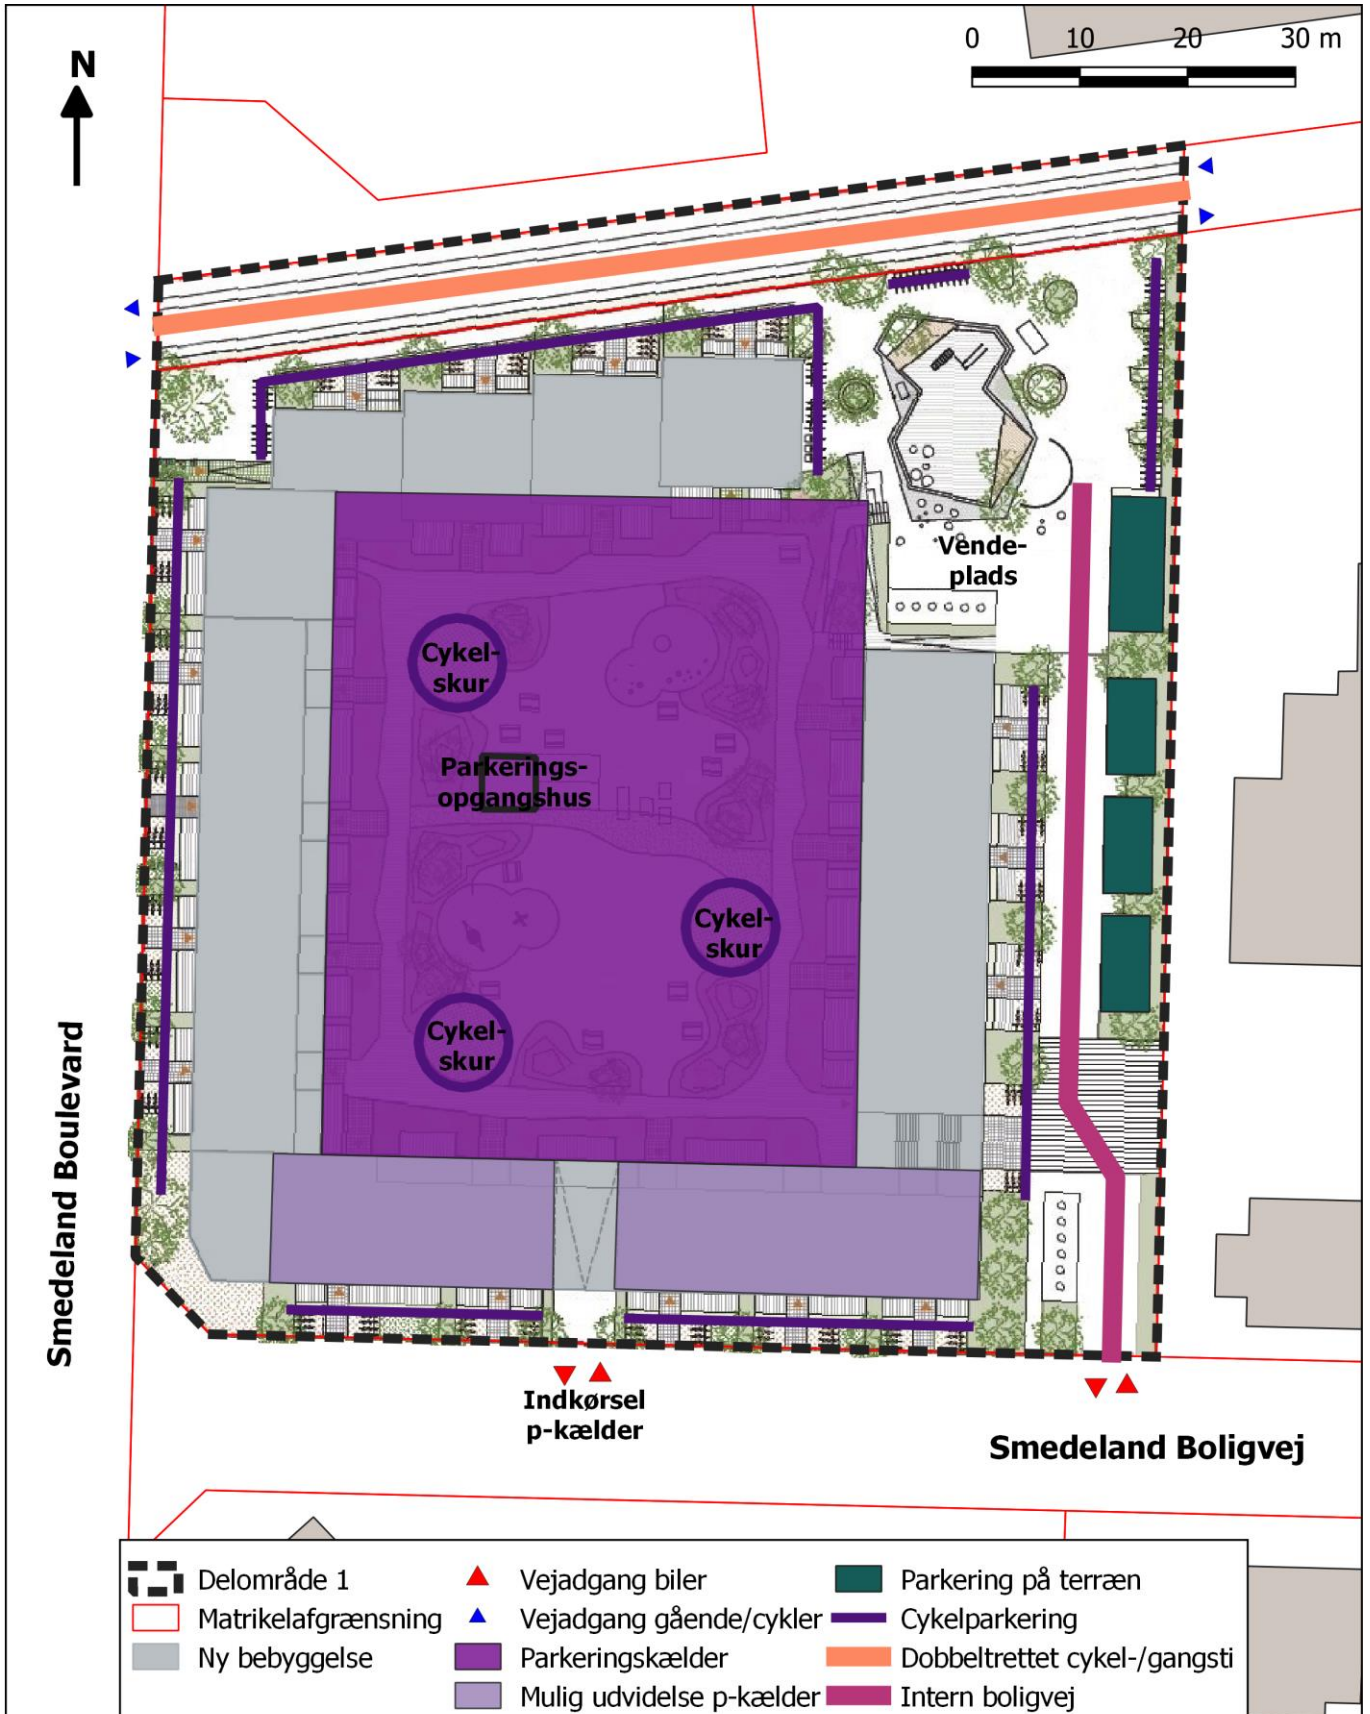 N
0 10 20 30 m
Vende-
plads
Cykel-
skur
Parkerings-
opgangshus
Cykel-
skur
Cykel-
skur
Smedeland Boulevard
Indkørsel
p-kælder
Smedeland Boligvej
Delområde 1
Matrikelafgrænsning
Ny bebyggelse
Vejadgang biler
Vejadgang gående/cykler
Parkeringskælder
Mulig udvidelse p-kælder
Parkering på terræn
Cykelparkering
Dobbeltrettet cykel-/gangsti
Intern boligvej